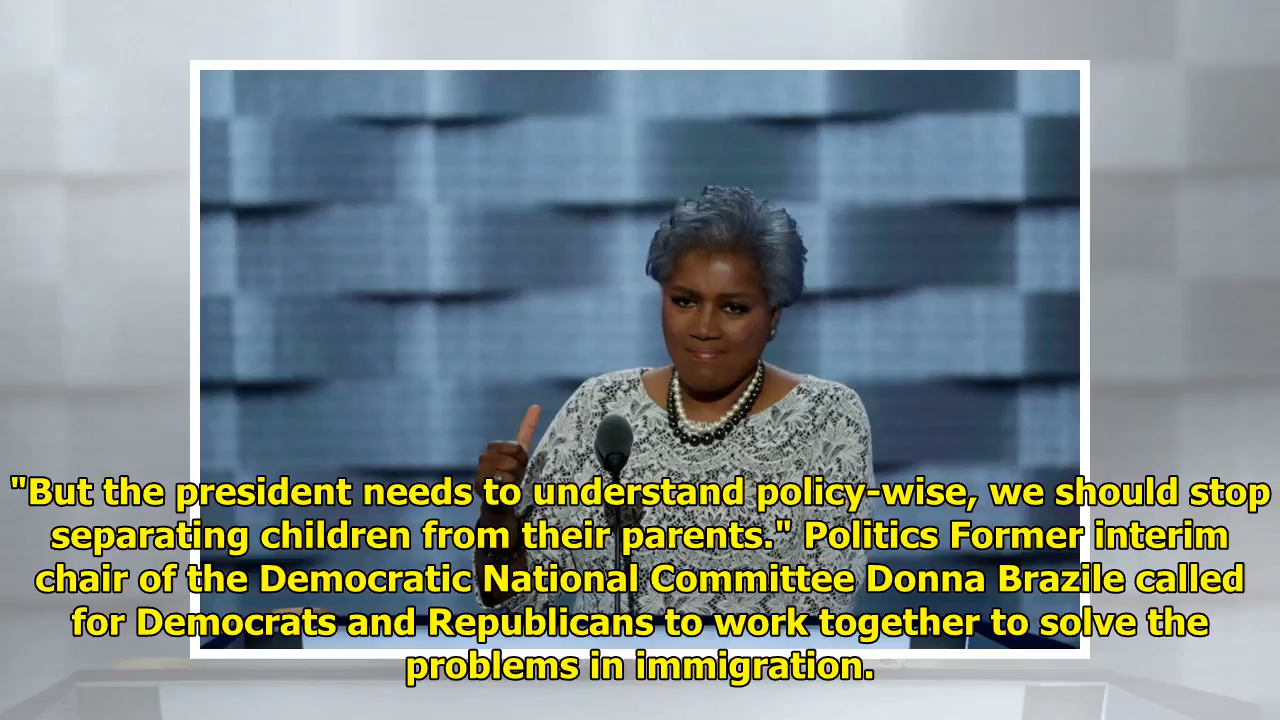 "But the president needs to understand policy-wise, we should stop
separating children from their parents." Politics Former interim
chair of the Democratic National Committee Donna Brazile called
for Democrats and Republicans to work together to solve the
problems in immigration.